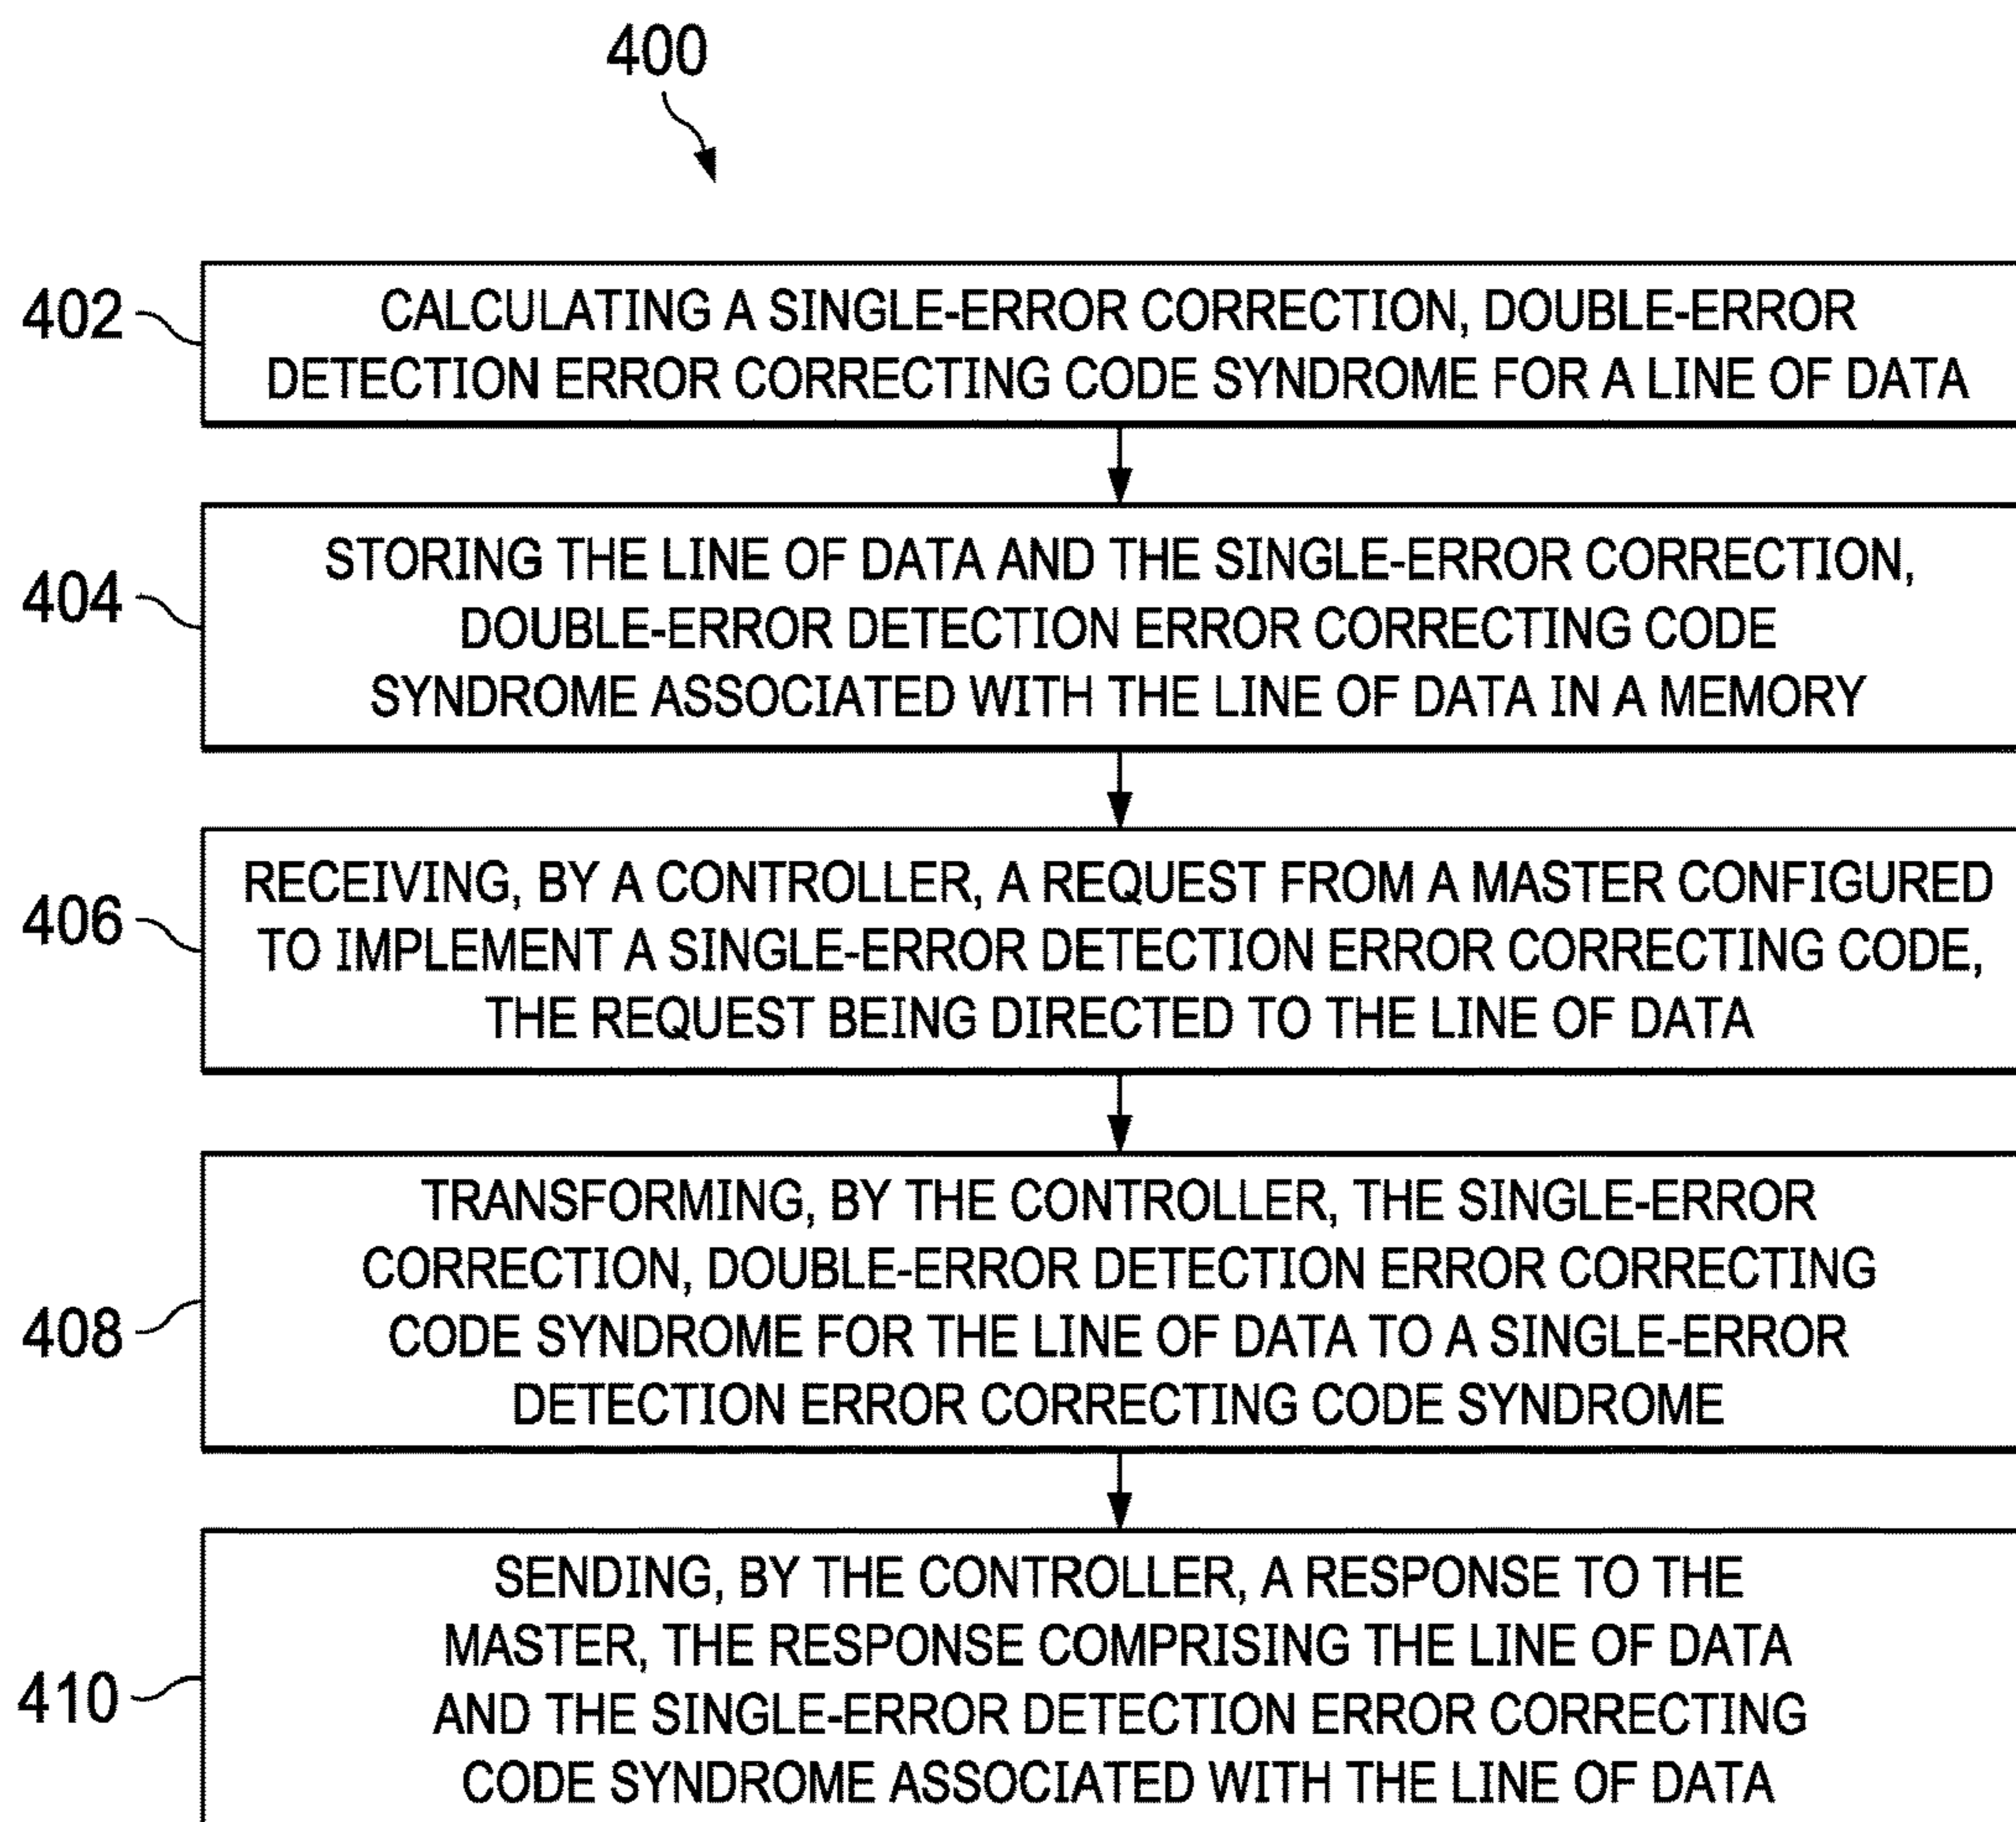 400
402
CALCULATING A SINGLE-ERROR CORRECTION, DOUBLE-ERROR
DETECTION ERROR CORRECTING CODE SYNDROME FOR A LINE OF DATA
404
STORING THE LINE OF DATA AND THE SINGLE-ERROR CORRECTION,
DOUBLE-ERROR DETECTION ERROR CORRECTING CODE
SYNDROME ASSOCIATED WITH THE LINE OF DATA IN A MEMORY
406
RECEIVING, BY A CONTROLLER, A REQUEST FROM A MASTER CONFIGURED
TO IMPLEMENT A SINGLE-ERROR DETECTION ERROR CORRECTING CODE,
THE REQUEST BEING DIRECTED TO THE LINE OF DATA
408
TRANSFORMING, BY THE CONTROLLER, THE SINGLE-ERROR
CORRECTION, DOUBLE-ERROR DETECTION ERROR CORRECTING
CODE SYNDROME FOR THE LINE OF DATA TO A SINGLE-ERROR
DETECTION ERROR CORRECTING CODE SYNDROME
410
SENDING, BY THE CONTROLLER, A RESPONSE TO THE
MASTER, THE RESPONSE COMPRISING THE LINE OF DATA
AND THE SINGLE-ERROR DETECTION ERROR CORRECTING
CODE SYNDROME ASSOCIATED WITH THE LINE OF DATA